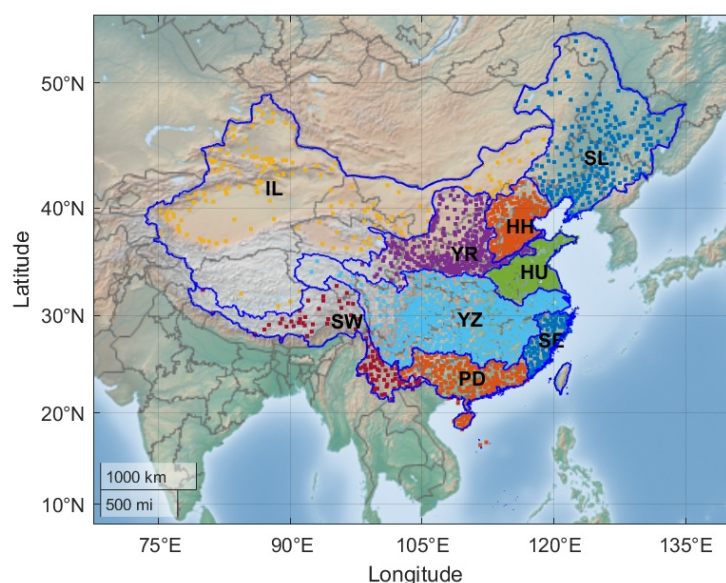 50°N
SL
IL
40°N
HH
YR
HU
Latitude
30°N
SW
YZ
SE
PD
20°N
1000 km
500 mi
10°N
75°E 90°E 105°E 120°E 135°E
Longitude